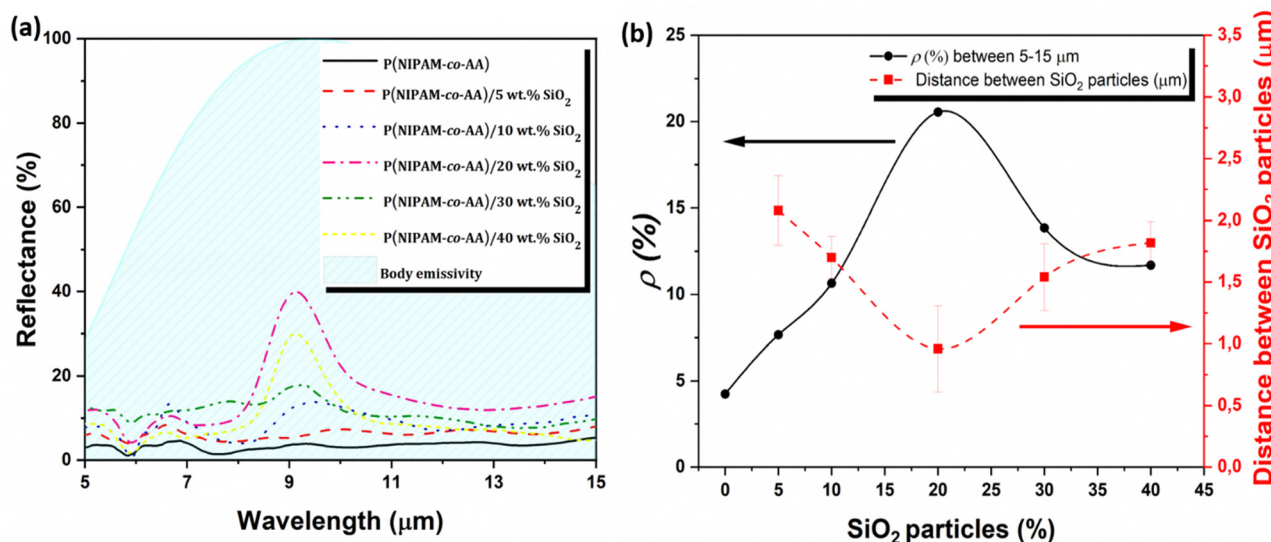 (a)
100
80
60
40
20
0
Reflectance (%)
5
7
9
11
13
15
Wavelength (μm)
P(NIPAM-co-AA)
P(NIPAM-co-AA)/5 wt.% SiO₂
P(NIPAM-co-AA)/10 wt.% SiO₂
P(NIPAM-co-AA)/20 wt.% SiO₂
P(NIPAM-co-AA)/30 wt.% SiO₂
P(NIPAM-co-AA)/40 wt.% SiO₂
Body emissivity
(b)
25
20
15
10
5
0
ρ (%)
0
5
10
15
20
25
30
35
40
45
SiO₂ particles (%)
ρ (%) between 5-15 μm
Distance between SiO₂ particles (μm)
3,5
3,0
2,5
2,0
1,5
1,0
0,5
0,0
Distance between SiO₂ particles (μm)